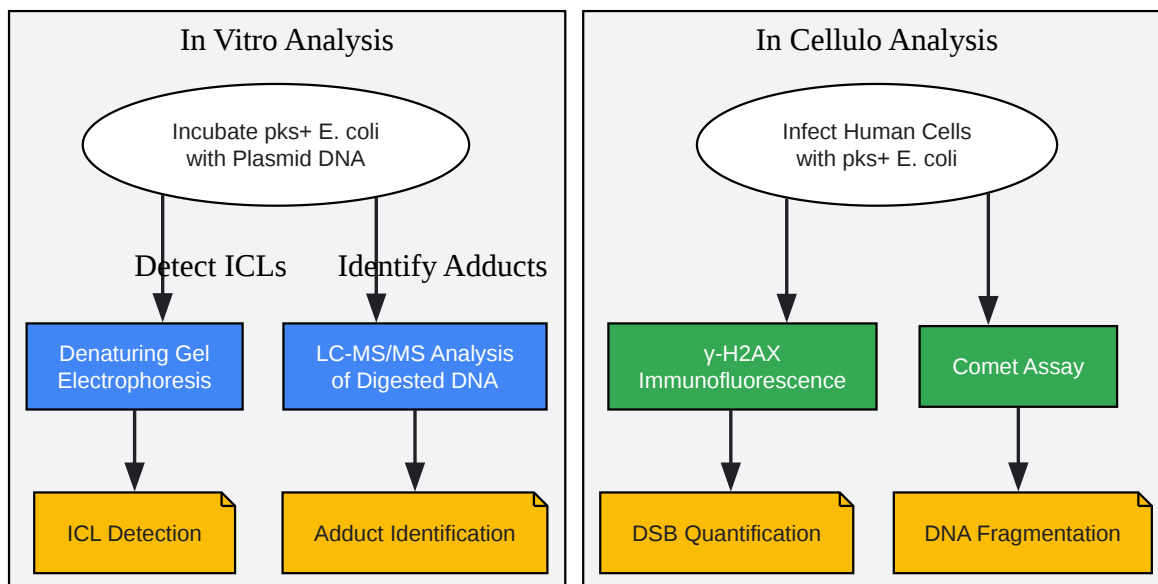 In Vitro Analysis
Incubate pks+ E. coli
with Plasmid DNA
Detect ICLs
Identify Adducts
Denaturing Gel
Electrophoresis
LC-MS/MS Analysis
of Digested DNA
ICL Detection
Adduct Identification
In Cellulo Analysis
Infect Human Cells
with pks+ E. coli
γ-H2AX
Immunofluorescence
Comet Assay
DSB Quantification
DNA Fragmentation